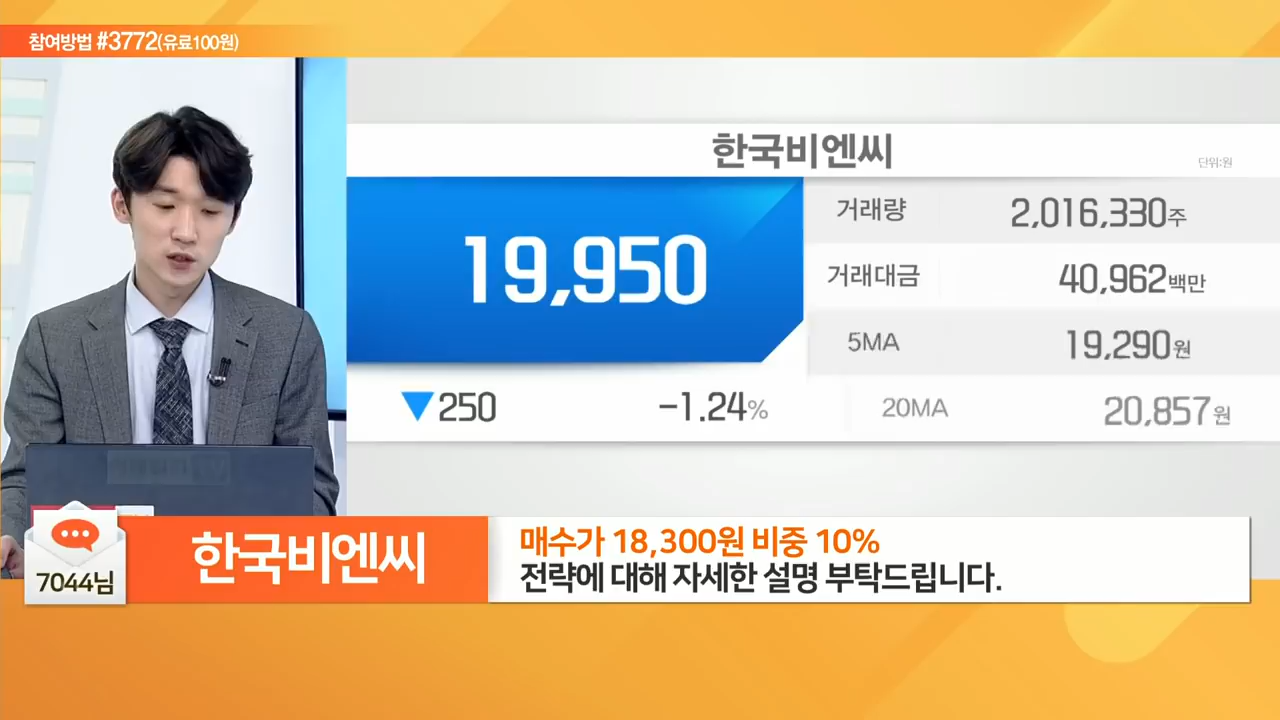 참여방법 #3772(유료100원)
한국비엔씨
단위:원
19,950
▼250 -1.24%
거래량 2,016,330주
거래대금 40,962백만
5MA 19,290원
20MA 20,857원
7044님
한국비엔씨
매수가 18,300원 비중 10%
전략에 대해 자세한 설명 부탁드립니다.